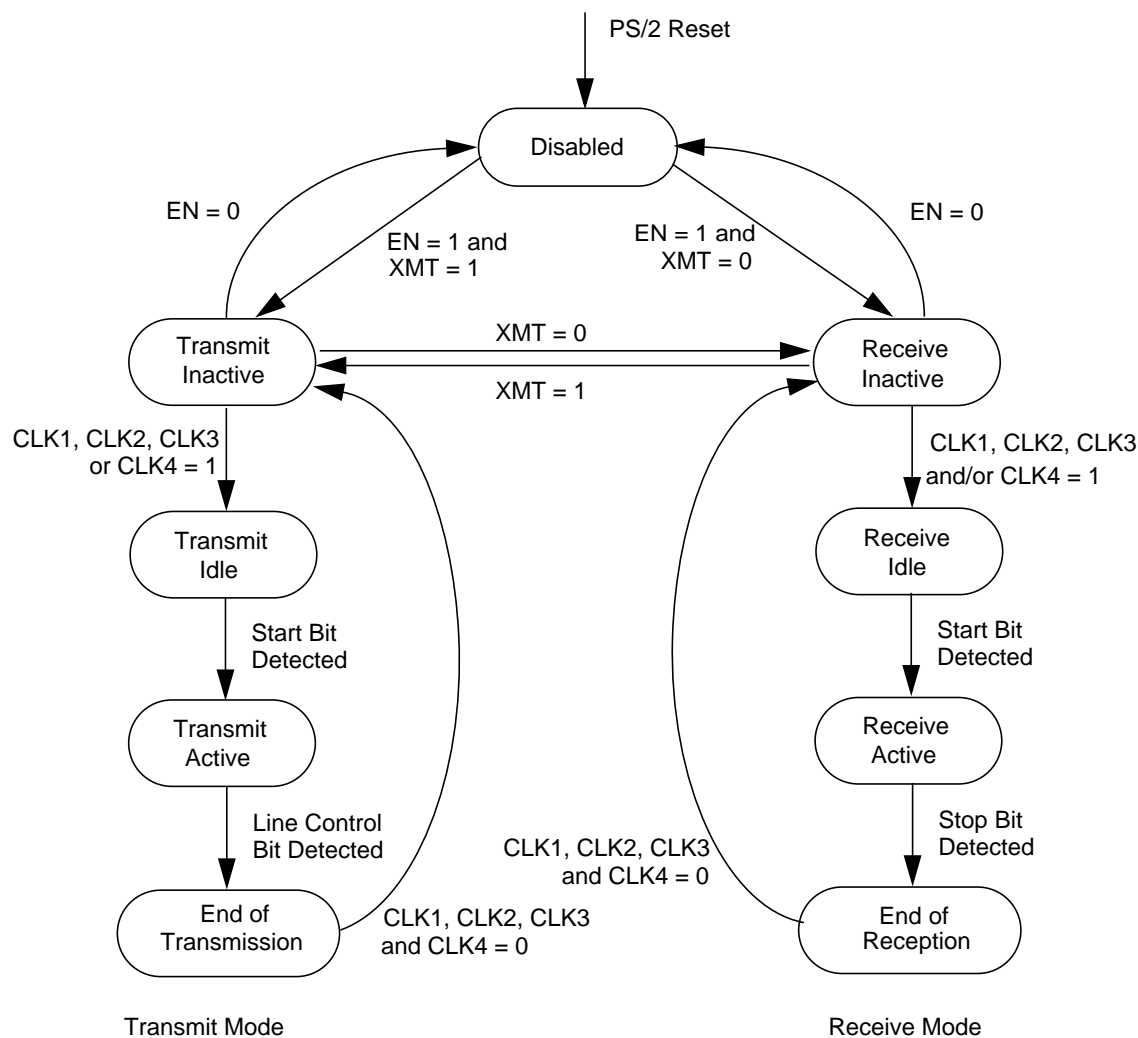 PS/2 Reset
Disabled
EN = 0
EN = 1 and
XMT = 1
EN = 1 and
XMT = 0
EN = 0
Transmit
Inactive
XMT = 0
XMT = 1
Receive
Inactive
CLK1, CLK2, CLK3
or CLK4 = 1
CLK1, CLK2, CLK3
and/or CLK4 = 1
Transmit
Idle
Receive
Idle
Start Bit
Detected
Start Bit
Detected
Transmit
Active
Receive
Active
Line Control
Bit Detected
Stop Bit
Detected
CLK1, CLK2, CLK3
and CLK4 = 0
End of
Transmission
CLK1, CLK2, CLK3
and CLK4 = 0
End of
Reception
Transmit Mode
Receive Mode